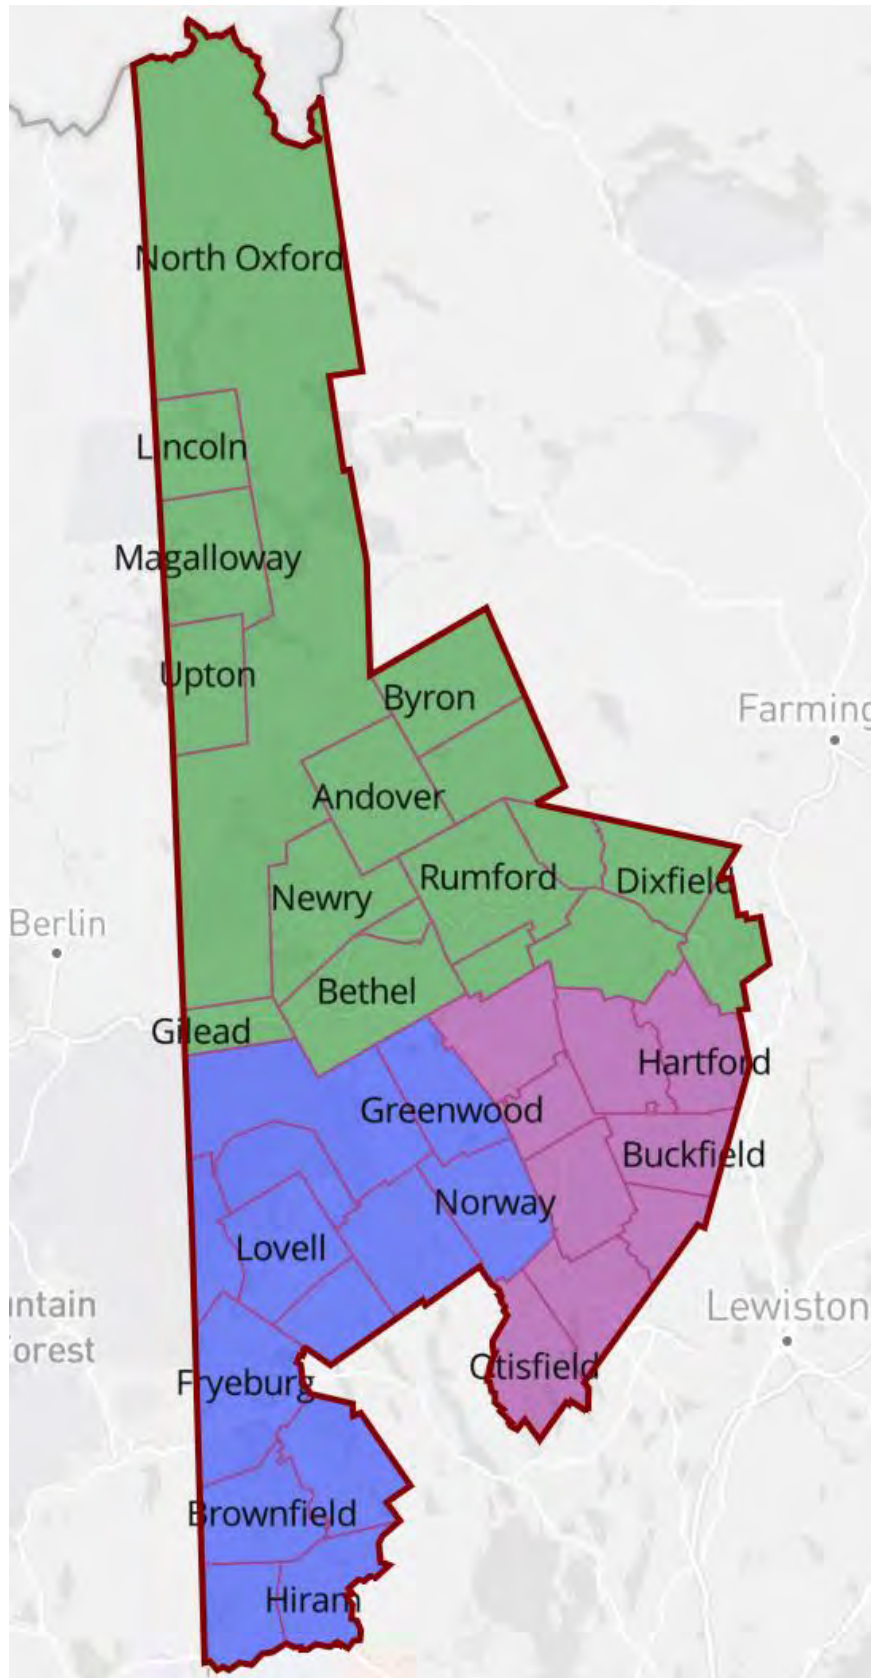 North Oxford
Lincoln
Magalloway
Upton
Byron
Farming
Andover
Rumford
Dixfield
Newry
Berlin
Bethel
Gilead
Hartford
Greenwood
Buckfield
Norway
Lovell
untain
orest
Lewiston
Otisfield
Fryeburg
Brownfield
Hiram